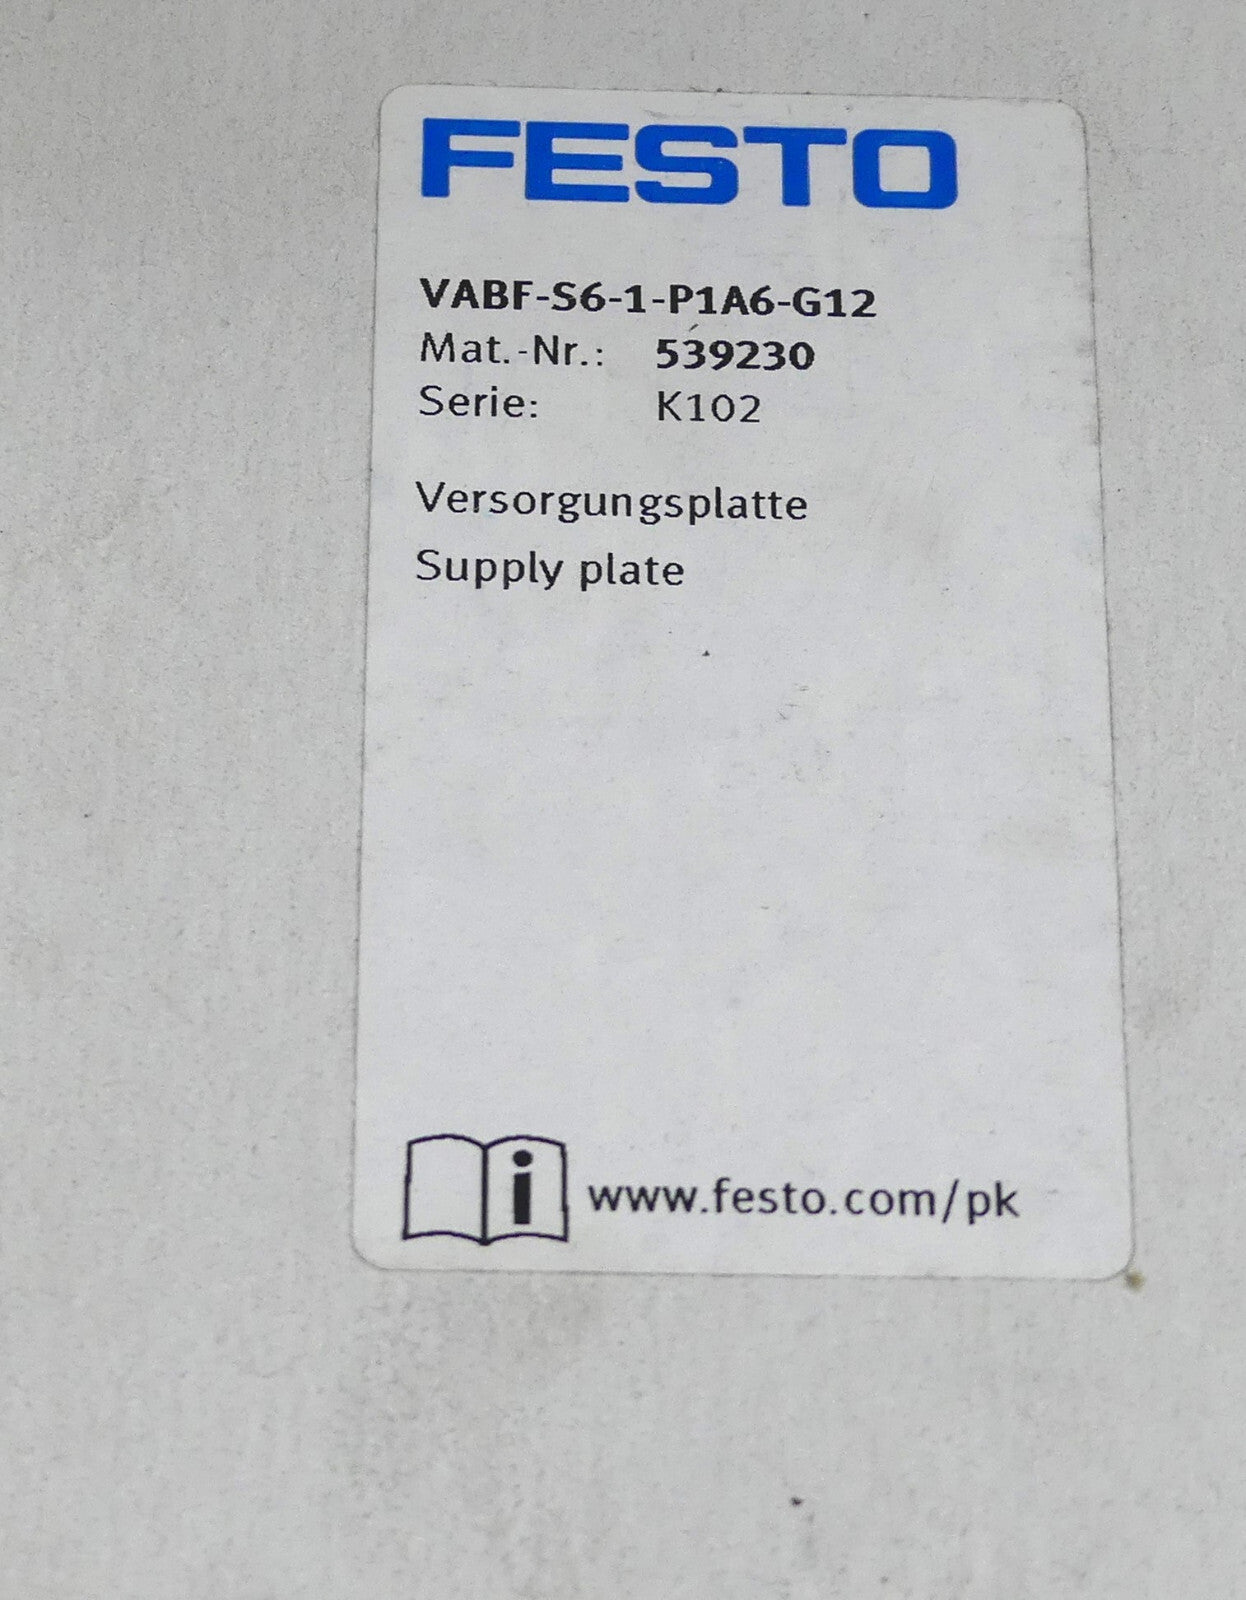 FESTO
VABF-S6-1-P1A6-G12
Mat.-Nr.: 539230
Serie: K102
Versorgungsplatte
Supply plate
i www.festo.com/pk